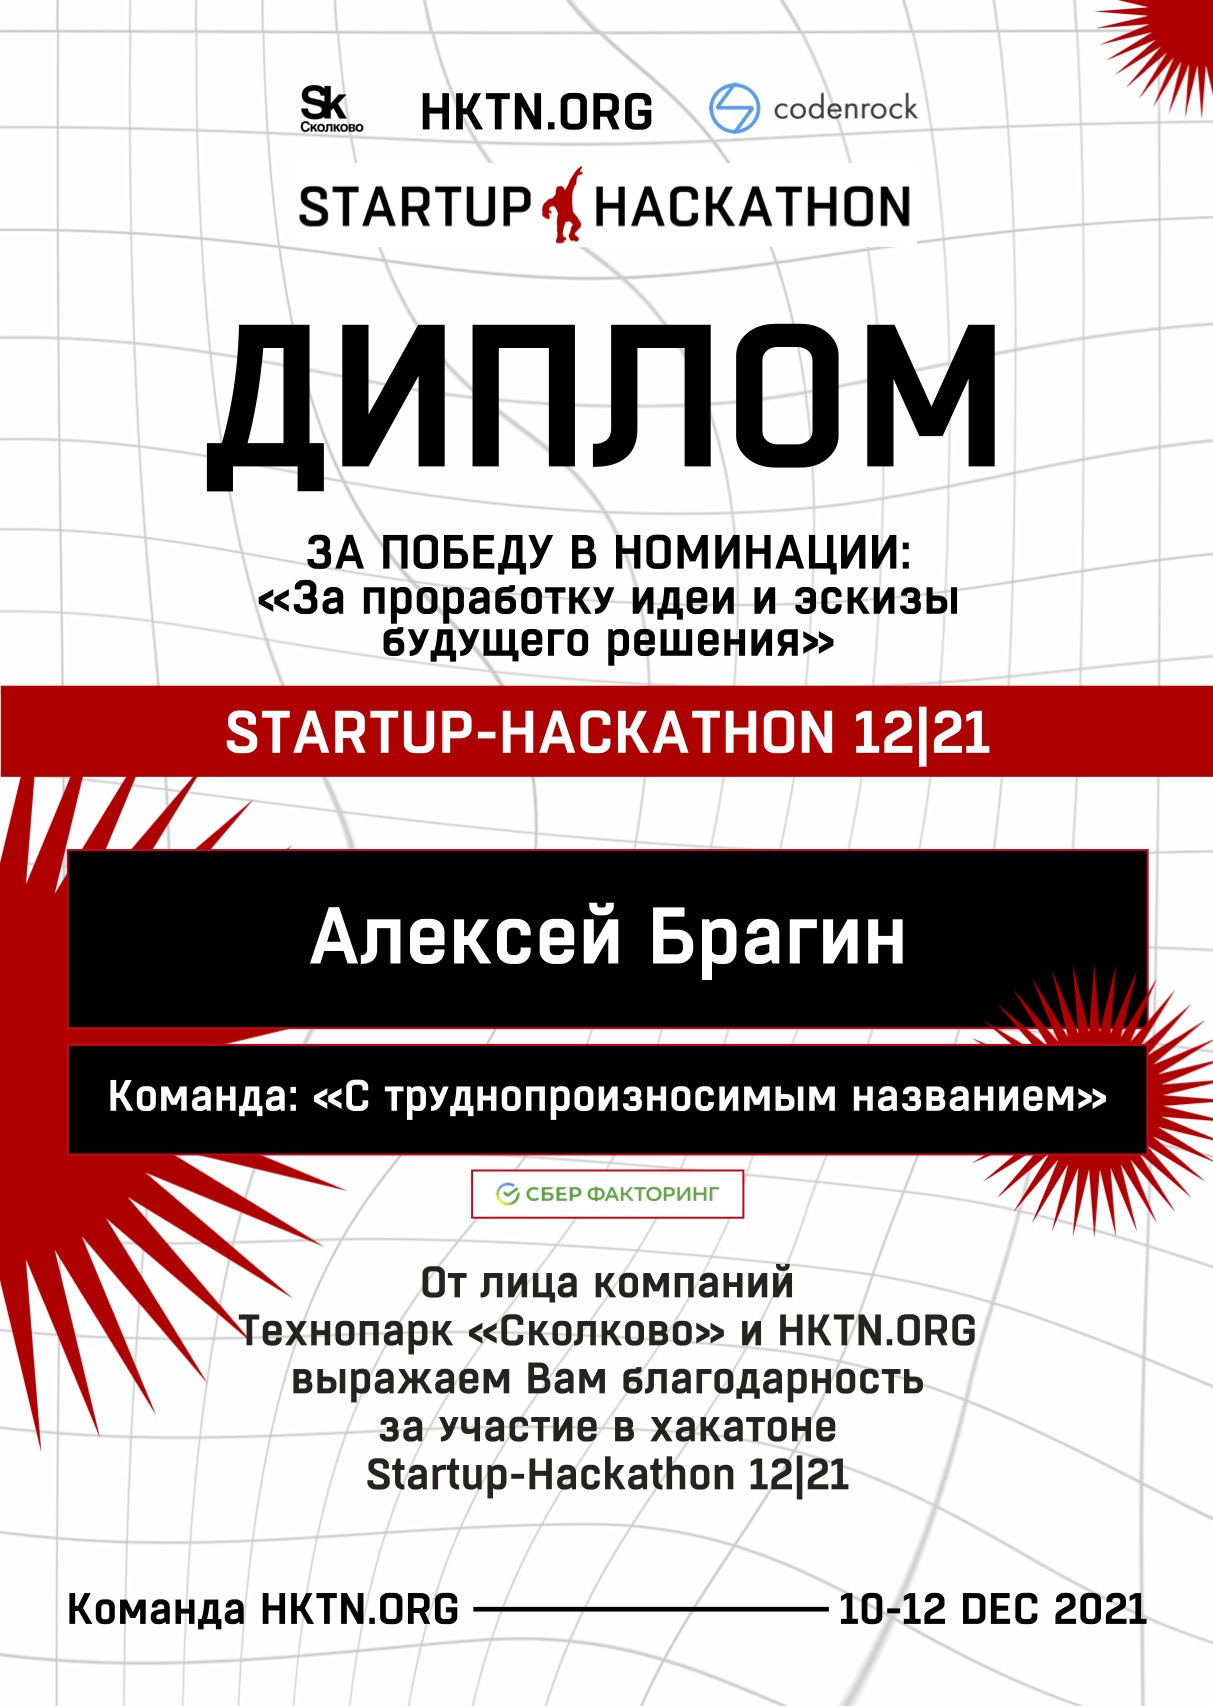 Sk
Сколково
HKTN.ORG
codenrock
STARTUP HACKATHON
ДИПЛОМ
ЗА ПОБЕДУ В НОМИНАЦИИ:
«За проработку идеи и эскизы
будущего решения»
STARTUP-HACKATHON 12|21
Алексей Брагин
Команда: «С труднопроизносимым названием»
СБЕР ФАКТОРИНГ
От лица компаний
Технопарк «Сколково» и HKTN.ORG
выражаем Вам благодарность
за участие в хакатоне
Startup-Hackathon 12|21
Команда HKTN.ORG
10-12 DEC 2021